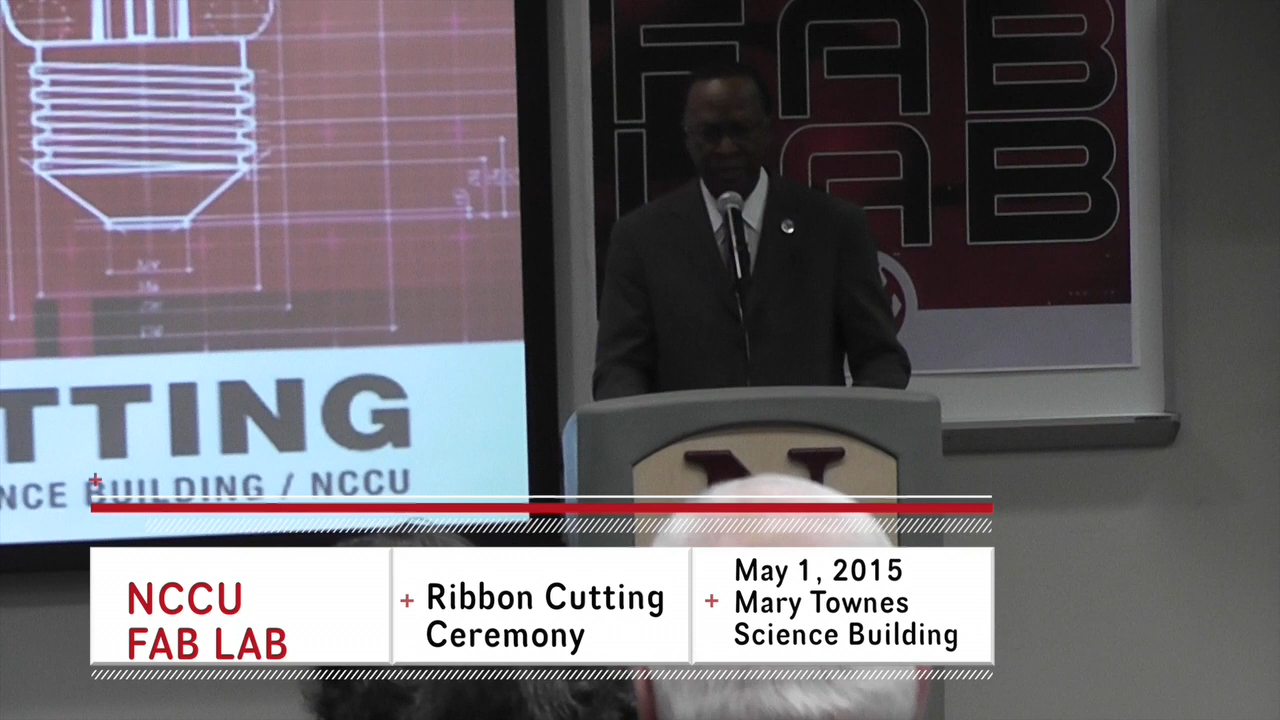 FAB
LAB
TTING
NCE BUILDING / NCCU
N
NCCU
FAB LAB
+ Ribbon Cutting
Ceremony
+ May 1, 2015
Mary Townes
Science Building